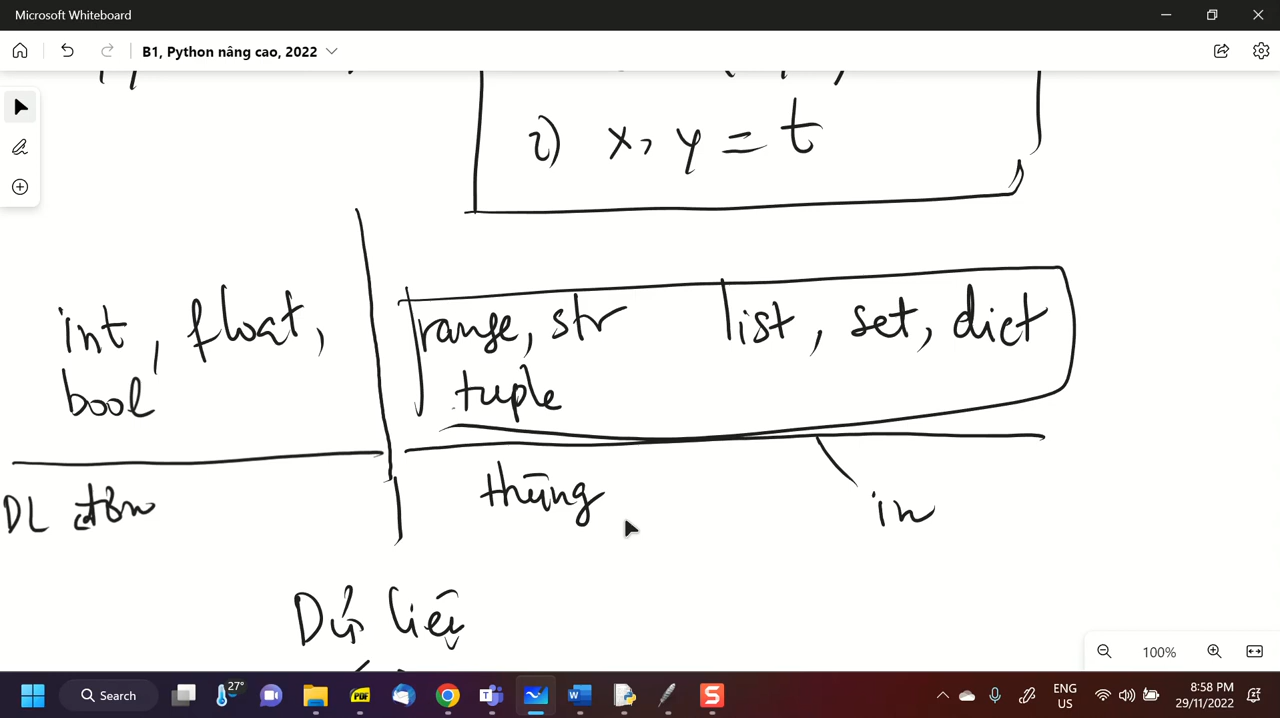 Microsoft Whiteboard
B1, Python nâng cao, 2022
2) x, y = t
int, float,
bool
range, str
tuple
list, set, dict
DL đơn
thùng
in
Dữ liệu
100%
27°
Search
ENG
US
8:58 PM
29/11/2022